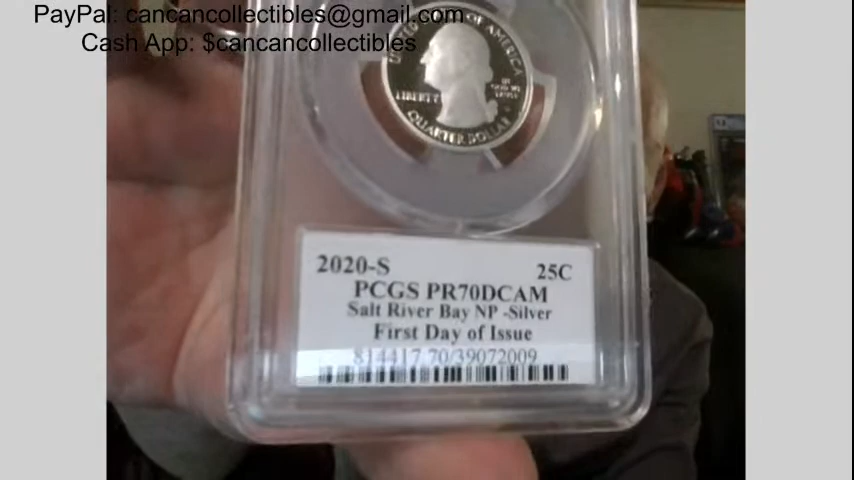 PayPal: cancancollectibles@gmail.com
Cash App: $cancancollectibles
UNITED STATES OF AMERICA
LIBERTY
IN
GOD WE
TRUST
QUARTER DOLLAR
2020-S 25C
PCGS PR70DCAM
Salt River Bay NP -Silver
First Day of Issue
814417.70/39072009